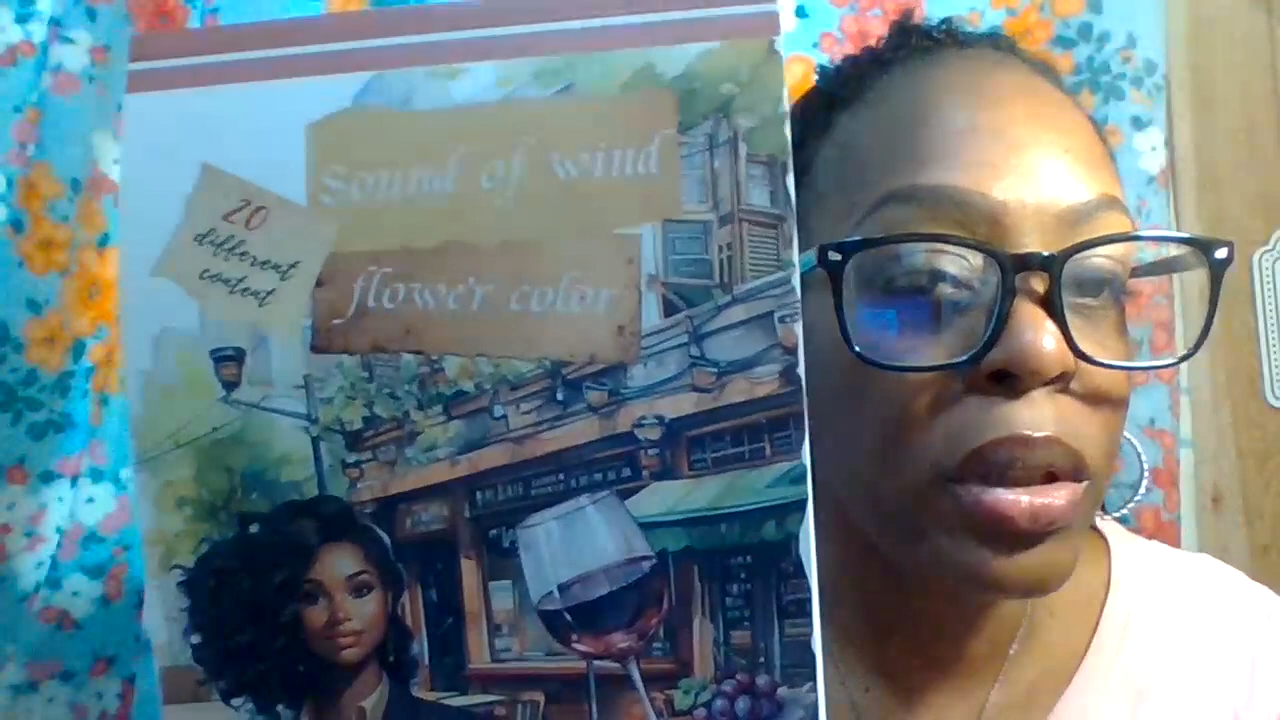 Sound of wind
flower color
20
different
content